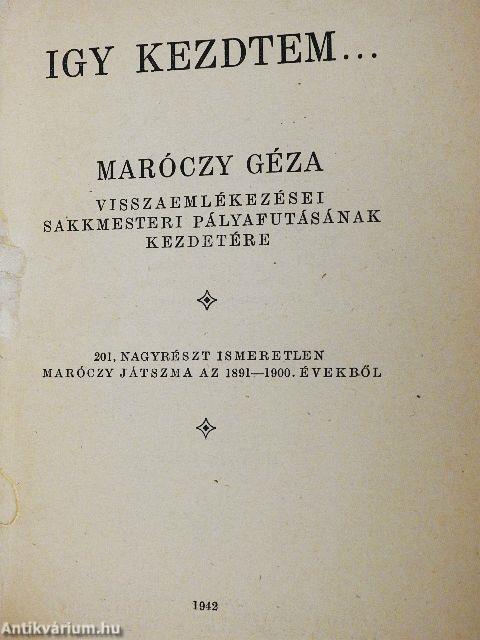 IGY KEZDTEM...
MARÓCZY GÉZA
VISSZAEMLÉKEZÉSEI
SAKKMESTERI PÁLYAFUTÁSÁNAK
KEZDETÉRE
201, NAGYRÉSZT ISMERETLEN
MARÓCZY JÁTSZMA AZ 1891—1900. ÉVEKBŐL
1942
Antikvárium.hu